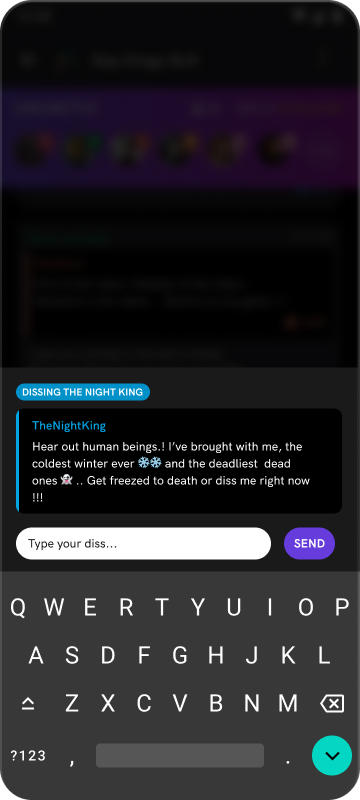 DISSING THE NIGHT KING
TheNightKing
Hear out human beings.! I’ve brought with me, the
coldest winter ever ❄️❄️ and the deadliest dead
ones 👻 .. Get freezed to death or diss me right now
!!!
Type your diss...
SEND
Q W E R T Y U I O P
A S D F G H J K L
Z X C V B N M
?123 , .